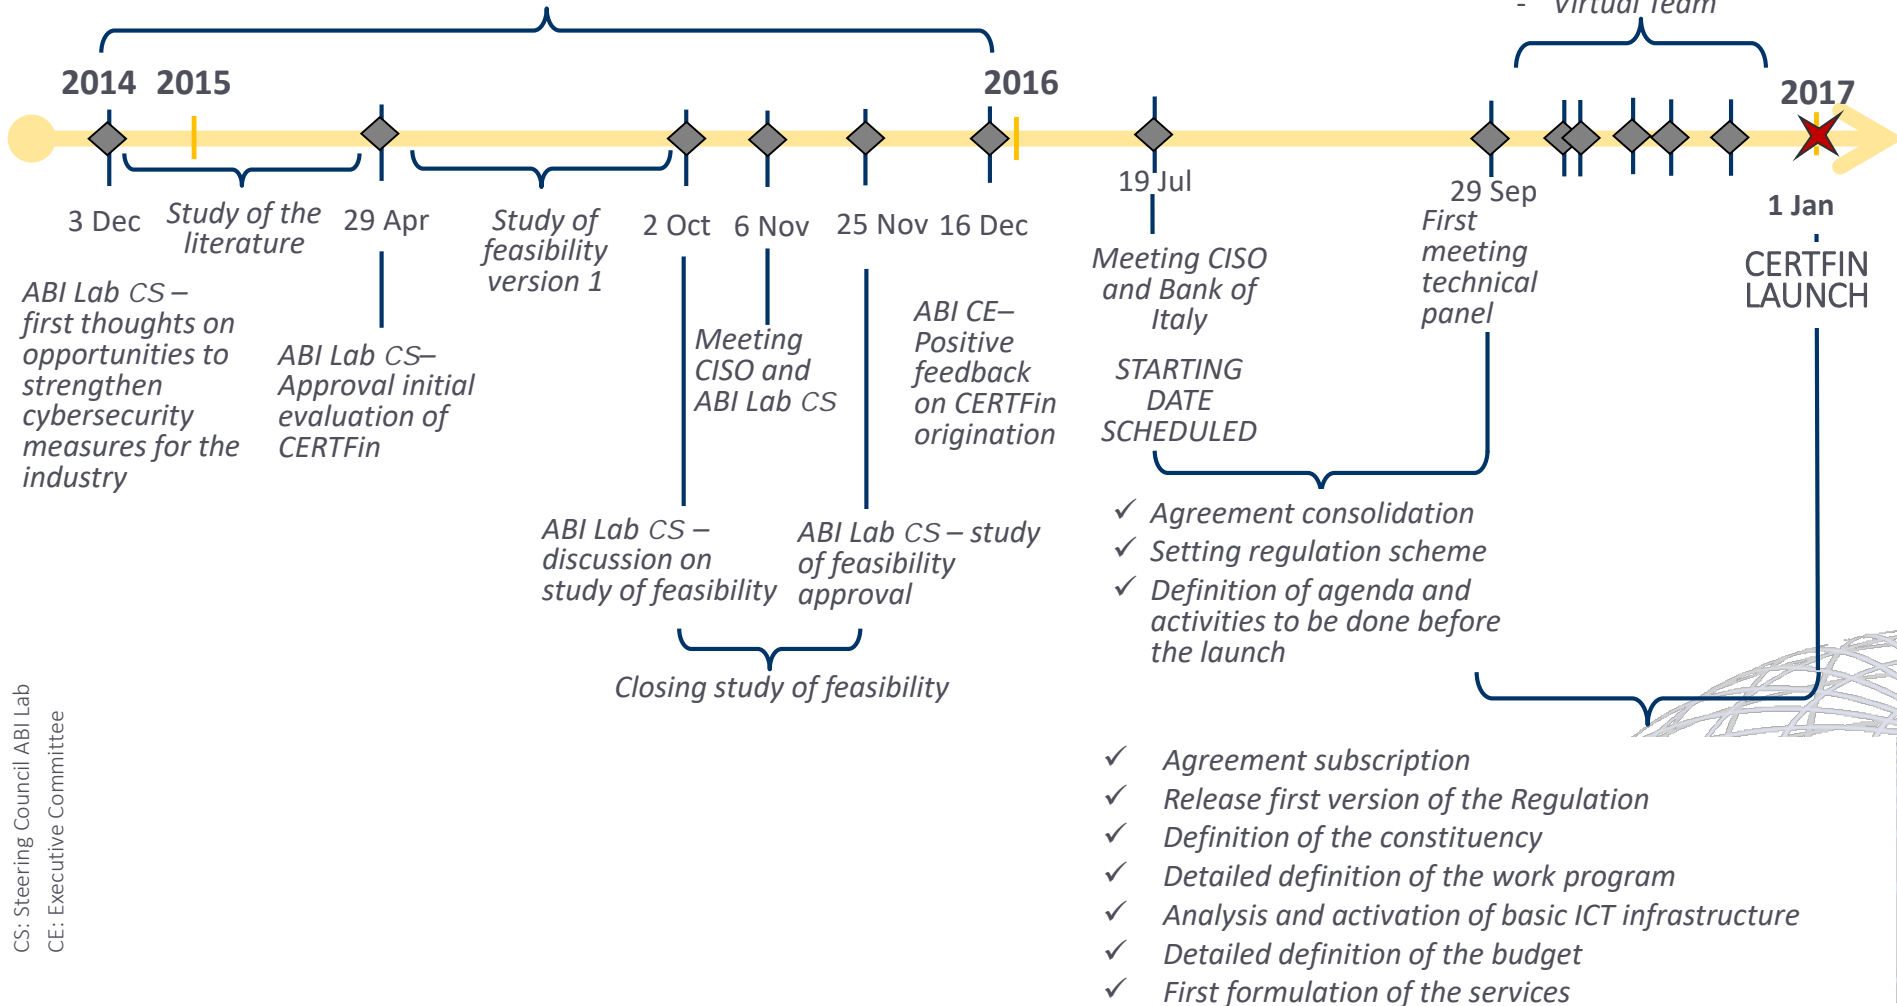 - Virtual Team
2014 2015
2016
2017
3 Dec
Study of the
literature
29 Apr
Study of
feasibility
version 1
2 Oct
6 Nov
25 Nov
16 Dec
19 Jul
29 Sep
1 Jan
ABI Lab CS –
first thoughts on
opportunities to
strengthen
cybersecurity
measures for the
industry
ABI Lab CS–
Approval initial
evaluation of
CERTFin
Meeting
CISO and
ABI Lab CS
ABI CE–
Positive
feedback
on CERTFin
origination
Meeting CISO
and Bank of
Italy
STARTING
DATE
SCHEDULED
First
meeting
technical
panel
CERTFIN
LAUNCH
ABI Lab CS –
discussion on
study of feasibility
ABI Lab CS – study
of feasibility
approval
Closing study of feasibility
✓ Agreement consolidation
✓ Setting regulation scheme
✓ Definition of agenda and
activities to be done before
the launch
✓ Agreement subscription
✓ Release first version of the Regulation
✓ Definition of the constituency
✓ Detailed definition of the work program
✓ Analysis and activation of basic ICT infrastructure
✓ Detailed definition of the budget
✓ First formulation of the services
CS: Steering Council ABI Lab
CE: Executive Committee